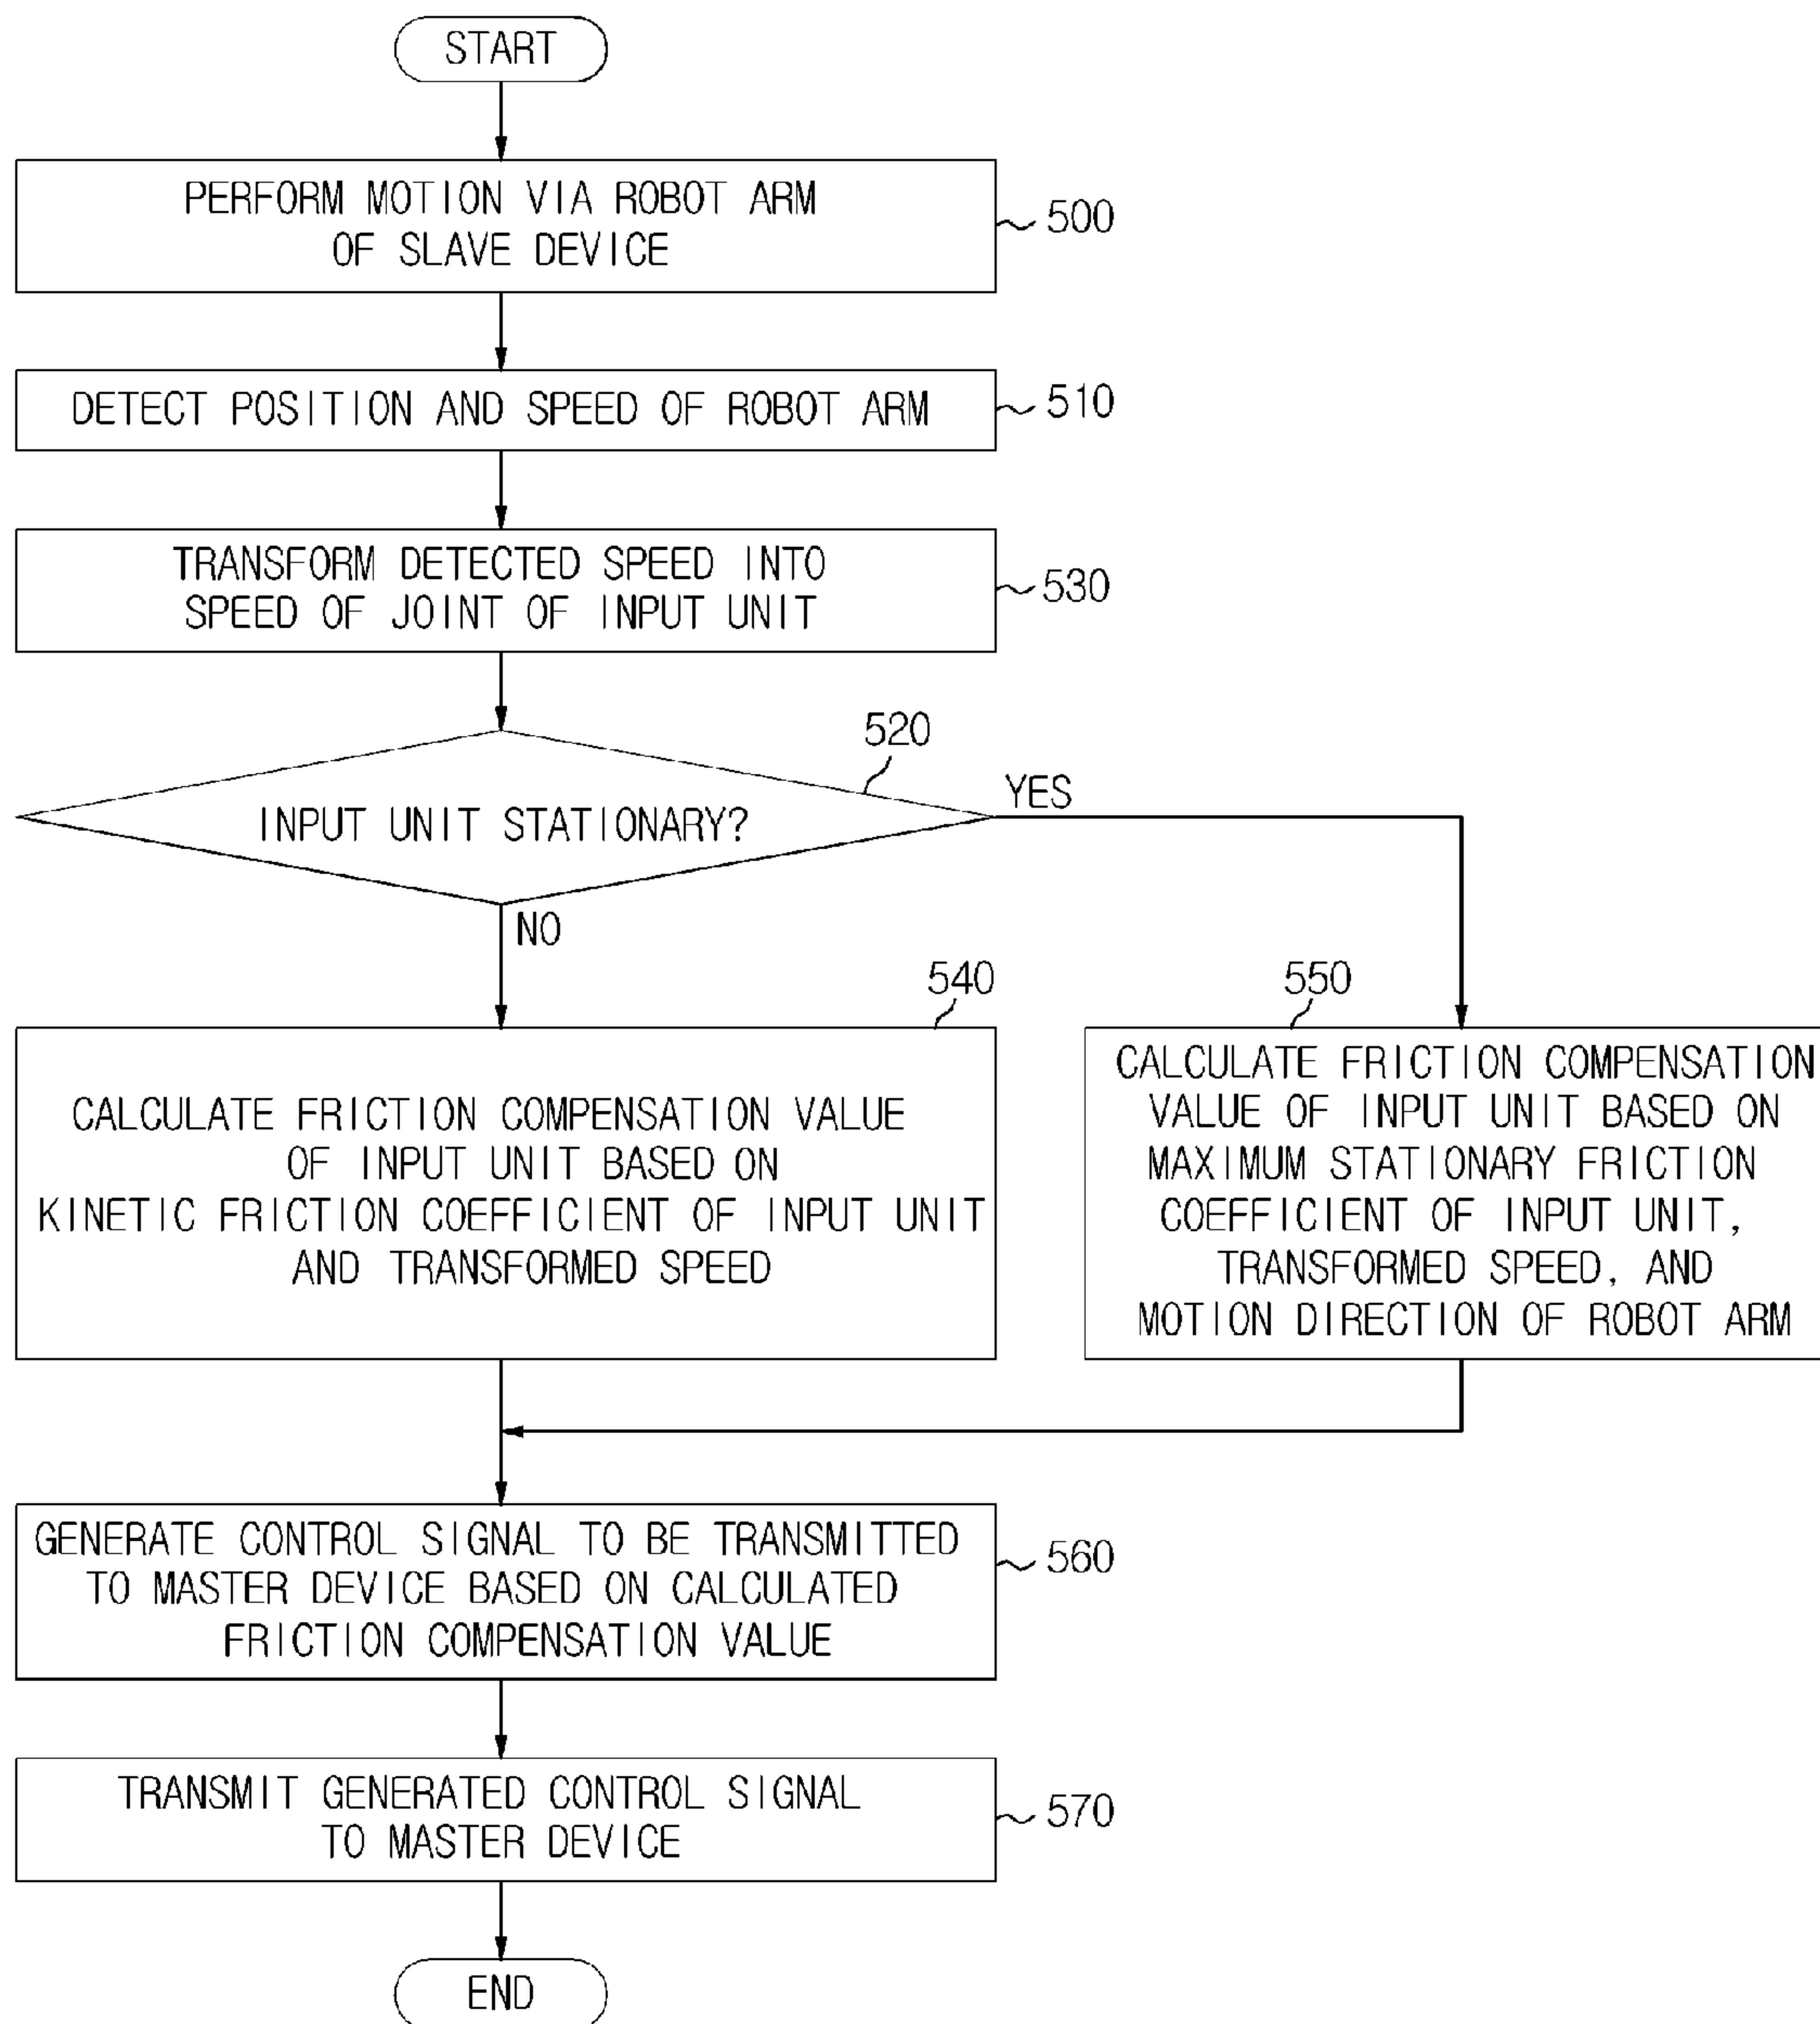 START
PERFORM MOTION VIA ROBOT ARM
OF SLAVE DEVICE
500
DETECT POSITION AND SPEED OF ROBOT ARM
510
TRANSFORM DETECTED SPEED INTO
SPEED OF JOINT OF INPUT UNIT
530
520
INPUT UNIT STATIONARY?
YES
NO
540
CALCULATE FRICTION COMPENSATION VALUE
OF INPUT UNIT BASED ON
KINETIC FRICTION COEFFICIENT OF INPUT UNIT
AND TRANSFORMED SPEED
550
CALCULATE FRICTION COMPENSATION
VALUE OF INPUT UNIT BASED ON
MAXIMUM STATIONARY FRICTION
COEFFICIENT OF INPUT UNIT,
TRANSFORMED SPEED, AND
MOTION DIRECTION OF ROBOT ARM
GENERATE CONTROL SIGNAL TO BE TRANSMITTED
TO MASTER DEVICE BASED ON CALCULATED
FRICTION COMPENSATION VALUE
560
TRANSMIT GENERATED CONTROL SIGNAL
TO MASTER DEVICE
570
END